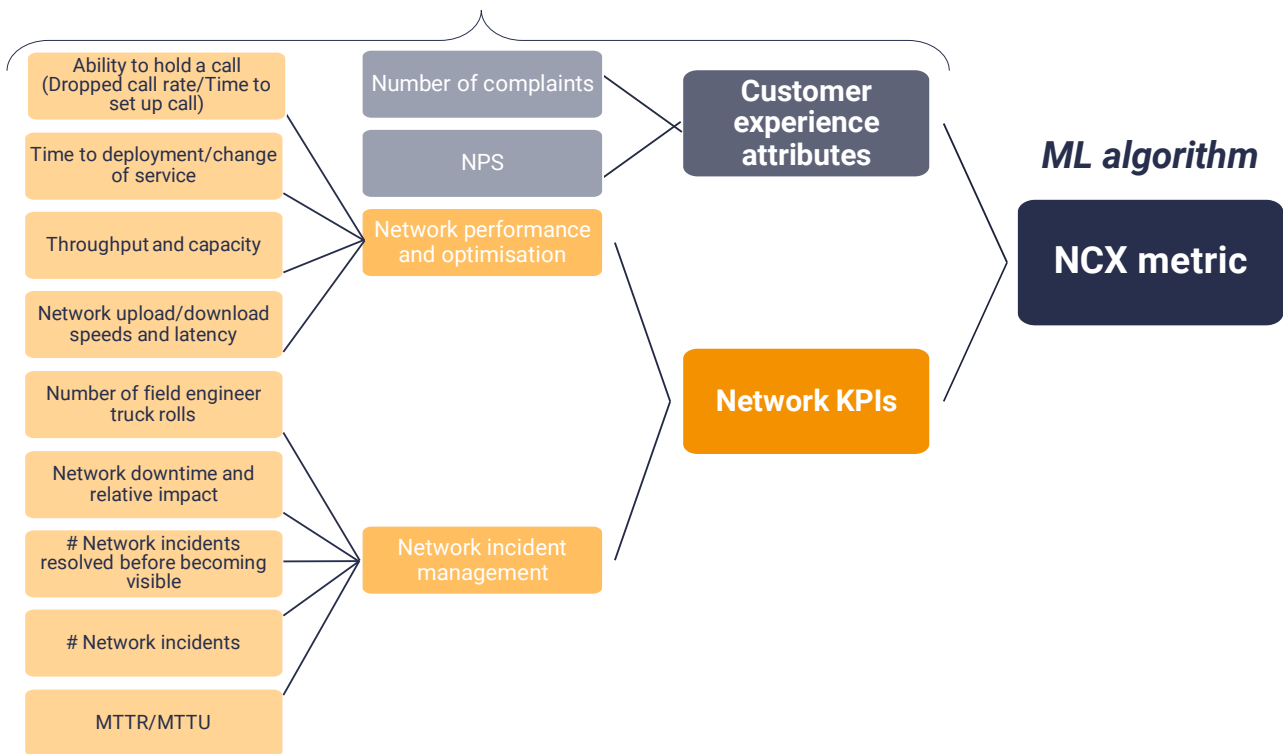 Ability to hold a call
(Dropped call rate/Time to
set up call)
Time to deployment/change
of service
Throughput and capacity
Network upload/download
speeds and latency
Number of field engineer
truck rolls
Network downtime and
relative impact
# Network incidents
resolved before becoming
visible
# Network incidents
MTTR/MTTU
Number of complaints
NPS
Network performance
and optimisation
Network incident
management
Customer
experience
attributes
Network KPIs
ML algorithm
NCX metric